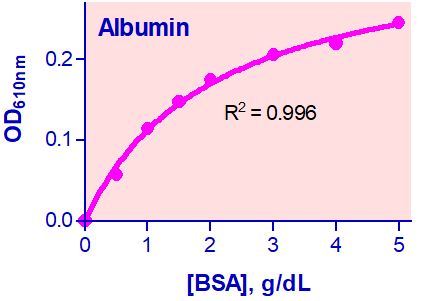 Albumin
OD610nm
0.2
0.1
0.0
R2 = 0.996
0 1 2 3 4 5
[BSA], g/dL